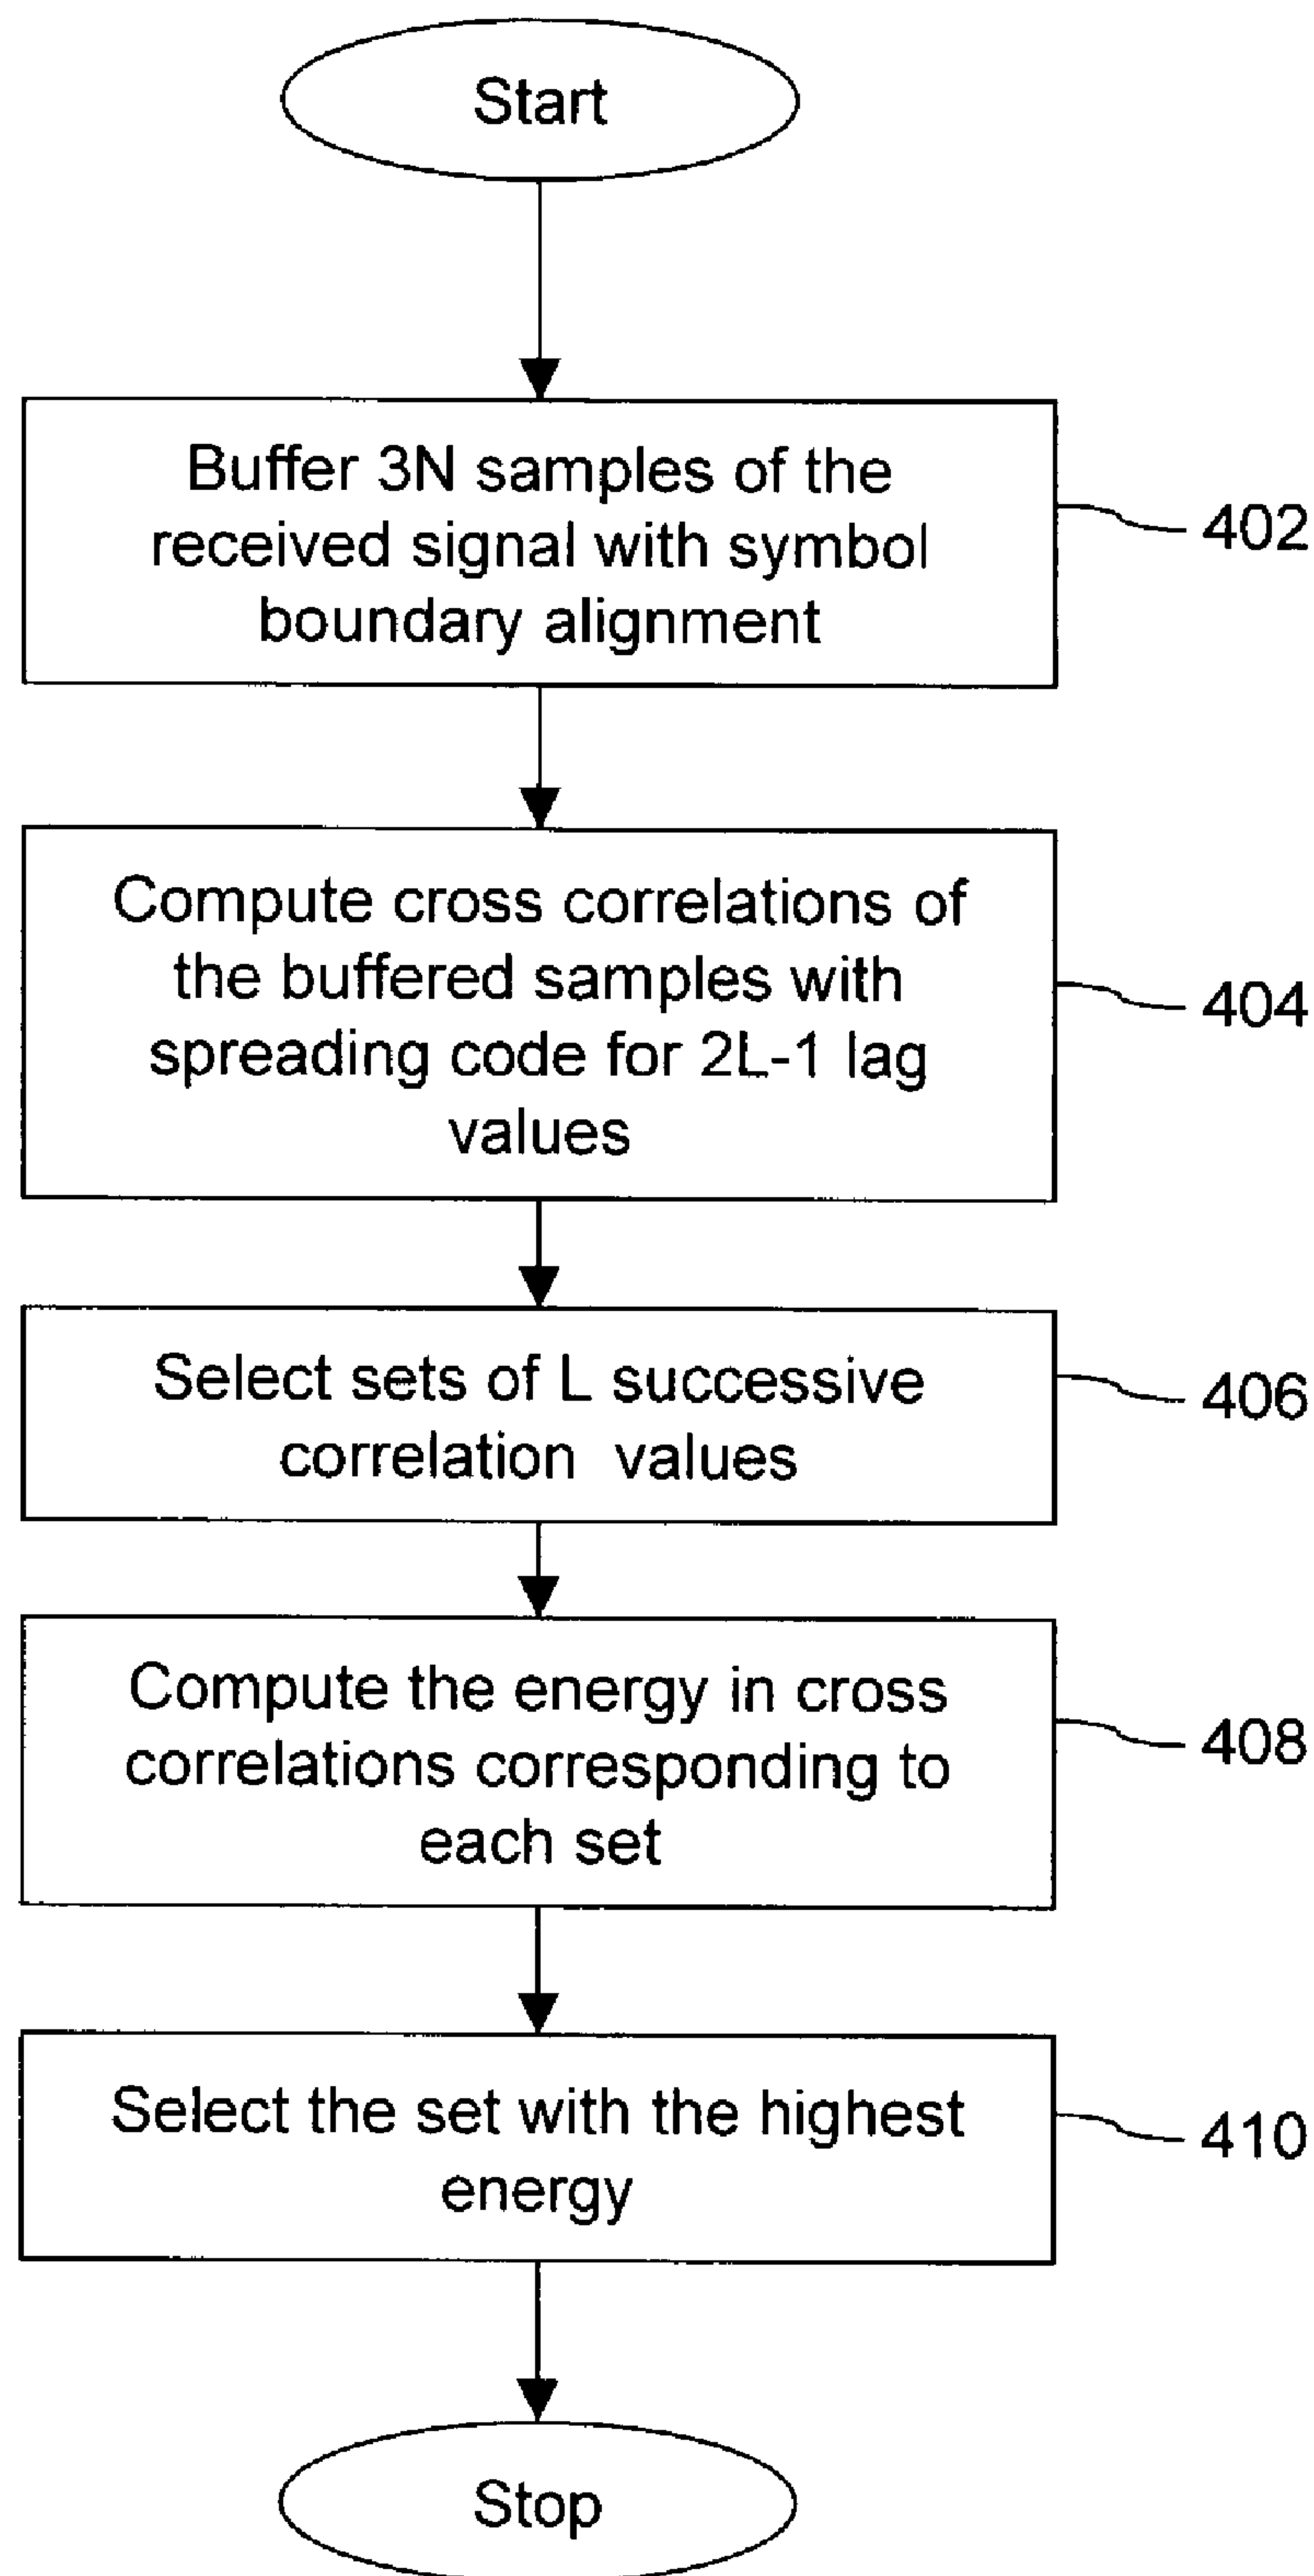 Start
Buffer 3N samples of the
received signal with symbol
boundary alignment
402
Compute cross correlations of
the buffered samples with
spreading code for 2L-1 lag
values
404
Select sets of L successive
correlation values
406
Compute the energy in cross
correlations corresponding to
each set
408
Select the set with the highest
energy
410
Stop